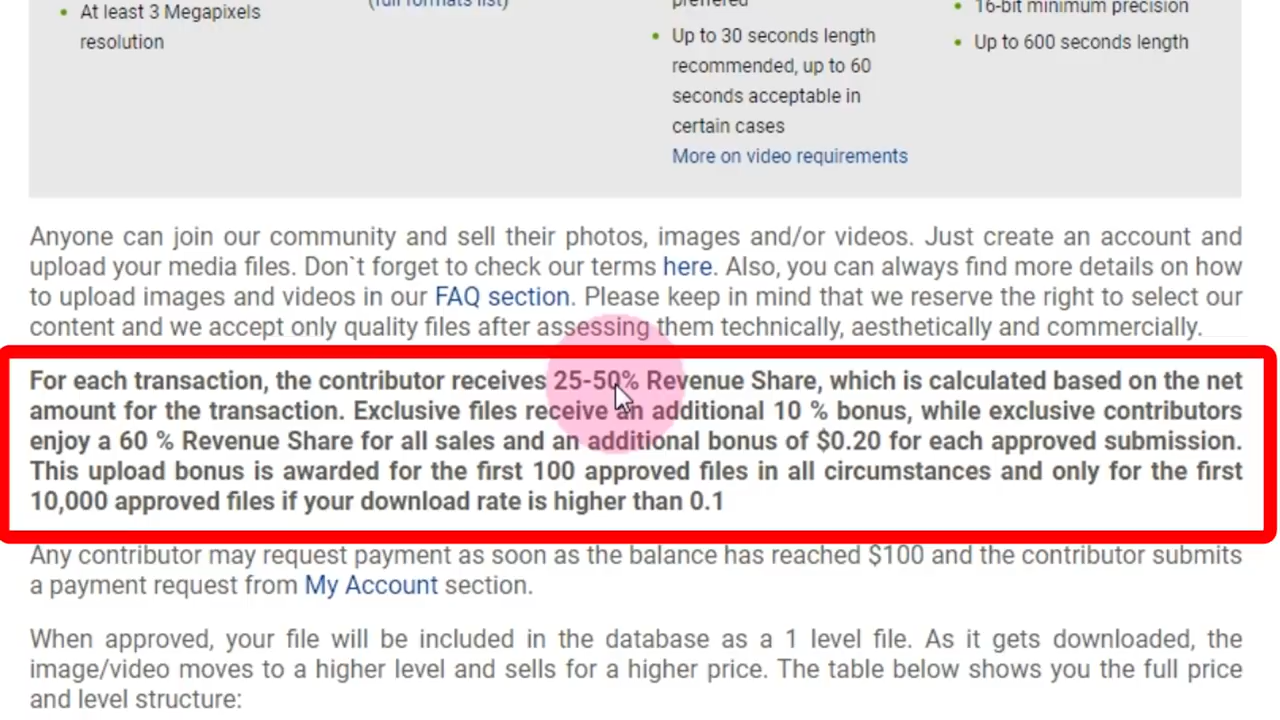 At least 3 Megapixels
resolution
(full formats list)
preferred
Up to 30 seconds length
recommended, up to 60
seconds acceptable in
certain cases
More on video requirements
16-bit minimum precision
Up to 600 seconds length
Anyone can join our community and sell their photos, images and/or videos. Just create an account and
upload your media files. Don`t forget to check our terms here. Also, you can always find more details on how
to upload images and videos in our FAQ section. Please keep in mind that we reserve the right to select our
content and we accept only quality files after assessing them technically, aesthetically and commercially.
For each transaction, the contributor receives 25-50% Revenue Share, which is calculated based on the net
amount for the transaction. Exclusive files receive an additional 10 % bonus, while exclusive contributors
enjoy a 60 % Revenue Share for all sales and an additional bonus of $0.20 for each approved submission.
This upload bonus is awarded for the first 100 approved files in all circumstances and only for the first
10,000 approved files if your download rate is higher than 0.1
Any contributor may request payment as soon as the balance has reached $100 and the contributor submits
a payment request from My Account section.
When approved, your file will be included in the database as a 1 level file. As it gets downloaded, the
image/video moves to a higher level and sells for a higher price. The table below shows you the full price
and level structure: